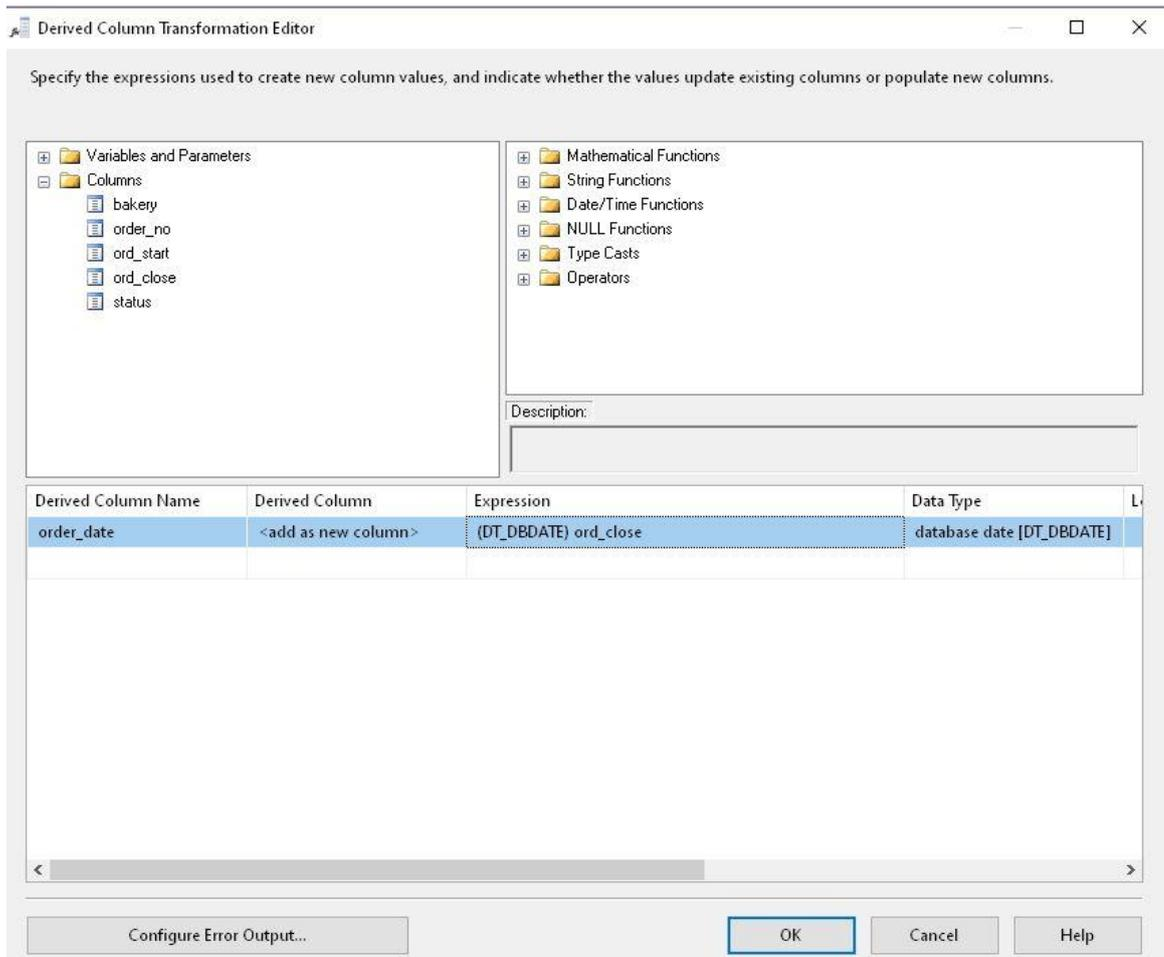 Derived Column Transformation Editor
Specify the expressions used to create new column values, and indicate whether the values update existing columns or populate new columns.
Variables and Parameters
Columns
bakery
order_no
ord_start
ord_close
status
Mathematical Functions
String Functions
Date/Time Functions
NULL Functions
Type Casts
Operators
Description:
Derived Column Name Derived Column Expression Data Type
order_date <add as new column> (DT_DBDATE) ord_close database date [DT_DBDATE]
Configure Error Output... OK Cancel Help